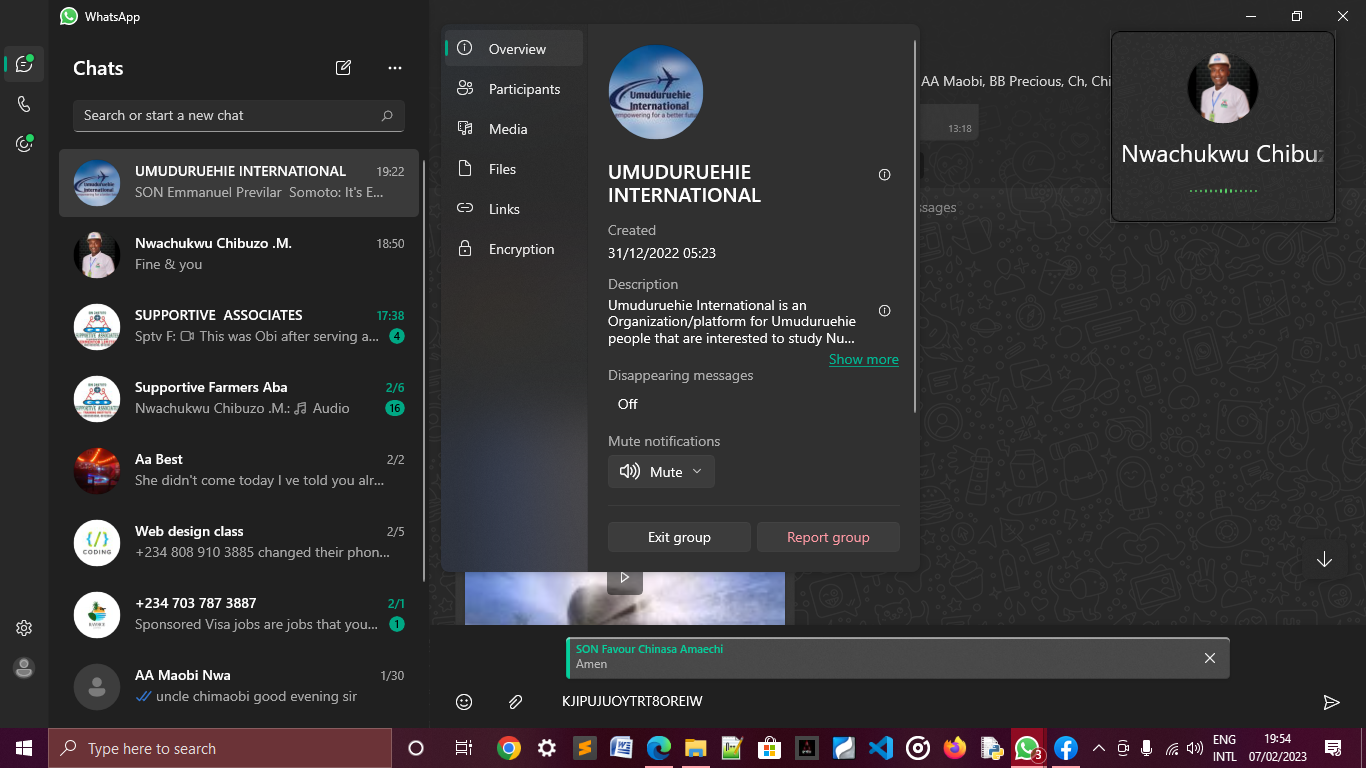 WhatsApp
Chats
Search or start a new chat
UMUDURUEHIE INTERNATIONAL 19:22
SON Emmanuel Previlar Somoto: It's E...
Nwachukwu Chibuzo .M. 18:50
Fine & you
SUPPORTIVE ASSOCIATES 17:38
Sptv F: This was Obi after serving a... 4
Supportive Farmers Aba 2/6
Nwachukwu Chibuzo .M.: Audio 16
Aa Best 2/2
She didn't come today I ve told you alr...
CODING
Web design class 2/5
+234 808 910 3885 changed their phon...
+234 703 787 3887 2/1
Sponsored Visa jobs are jobs that you... 1
AA Maobi Nwa 1/30
uncle chimaobi good evening sir
Overview
Participants
Media
Files
Links
Encryption
Umuduruehie
International
empowering for a better futu
UMUDURUEHIE
INTERNATIONAL
Created
31/12/2022 05:23
Description
Umuduruehie International is an
Organization/platform for Umuduruehie
people that are interested to study Nu...
Show more
Disappearing messages
Off
Mute notifications
Mute
Exit group
Report group
AA Maobi, BB Precious, Ch, Chi
13:18
ssages
Nwachukwu Chibuz
SON Favour Chinasa Amaechi
Amen
KJIPUJUOYTRT8OREIW
Type here to search
3
ENG
INTL
19:54
07/02/2023